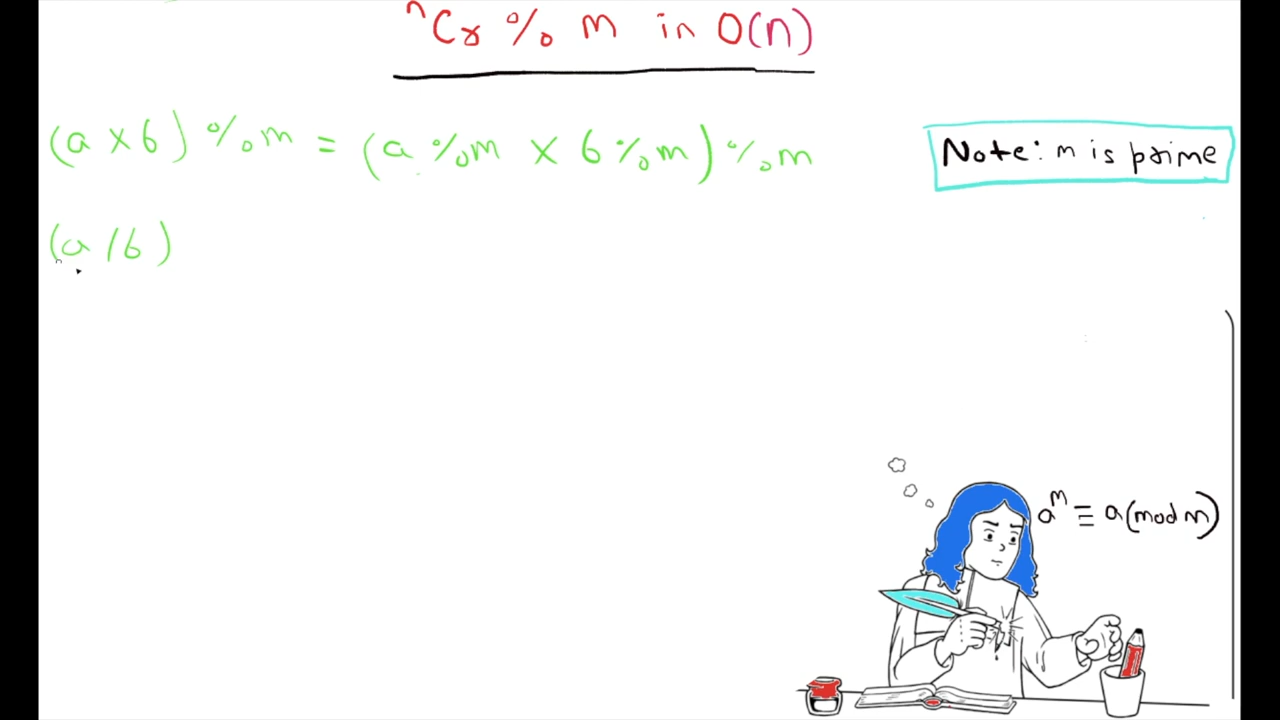 ⁿCr % m in O(n)
(a × b) % m = (a % m × b % m) % m
Note: m is prime
(a / b)
aᵐ ≡ a (mod m)